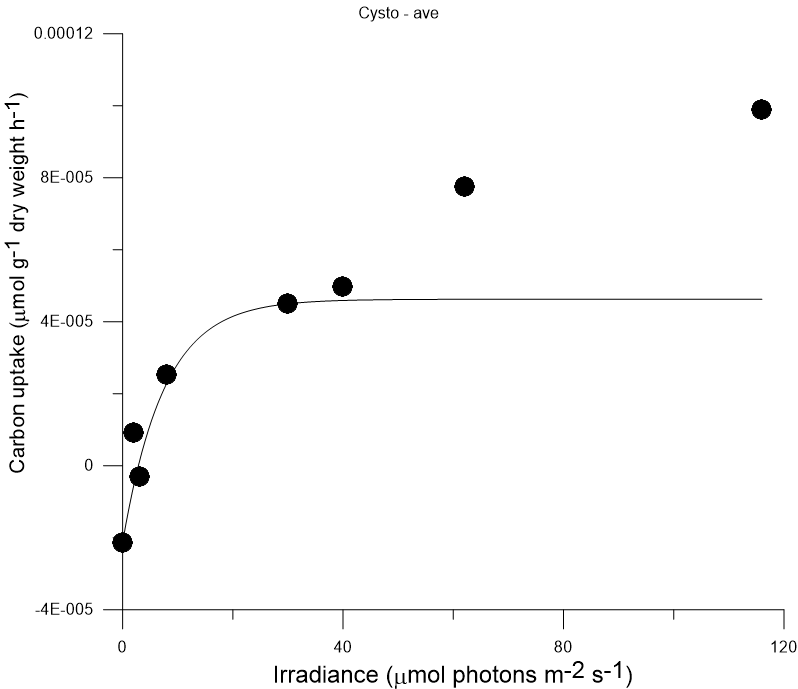 Cysto - ave
0.00012
8E-005
4E-005
0
-4E-005
Carbon uptake (μmol g-1 dry weight h-1)
0 40 80 120
Irradiance (μmol photons m-2 s-1)